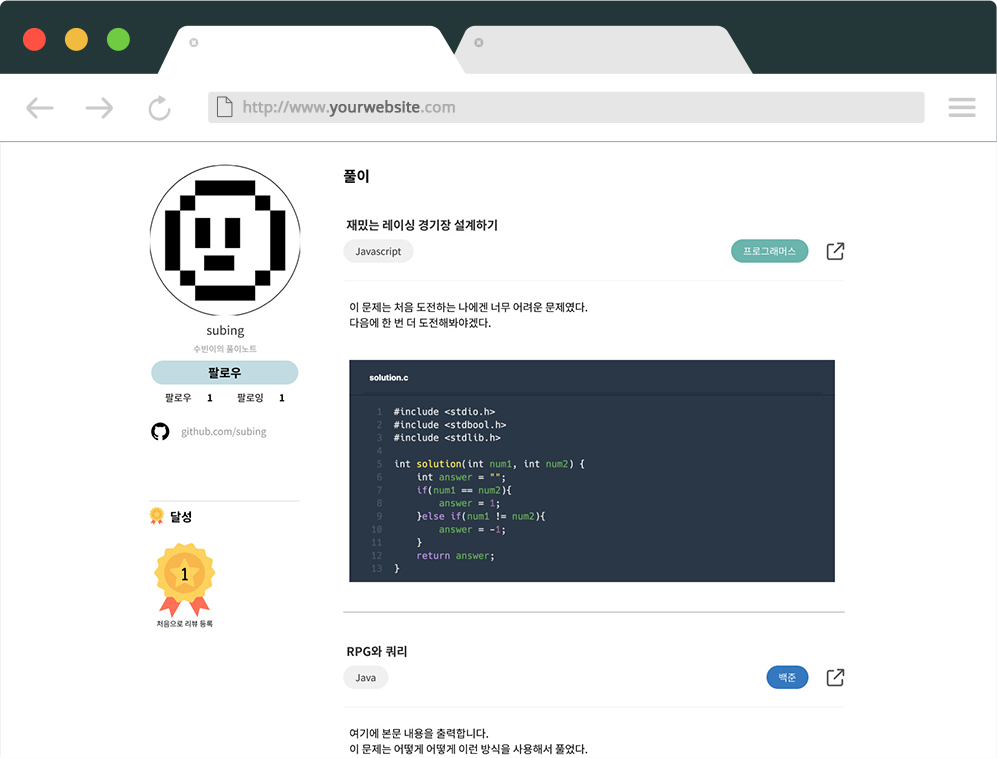 http://www.yourwebsite.com
subing
수빈이의 풀이노트
팔로우
팔로우 1 팔로잉 1
github.com/subing
달성
1
처음으로 리뷰 등록
풀이
재밌는 레이싱 경기장 설계하기
Javascript
프로그래머스
이 문제는 처음 도전하는 나에겐 너무 어려운 문제였다.
다음에 한 번 더 도전해봐야겠다.
solution.c
1 #include <stdio.h>
2 #include <stdbool.h>
3 #include <stdlib.h>
4
5 int solution(int num1, int num2) {
6 int answer = "";
7 if(num1 == num2){
8 answer = 1;
9 }else if(num1 != num2){
10 answer = -1;
11 }
12 return answer;
13 }
RPG와 쿼리
Java
백준
여기에 본문 내용을 출력합니다.
이 문제는 어떻게 어떻게 이런 방식을 사용해서 풀었다.